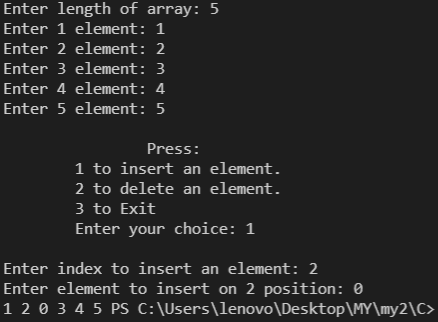 Enter length of array: 5
Enter 1 element: 1
Enter 2 element: 2
Enter 3 element: 3
Enter 4 element: 4
Enter 5 element: 5
Press:
1 to insert an element.
2 to delete an element.
3 to Exit
Enter your choice: 1
Enter index to insert an element: 2
Enter element to insert on 2 position: 0
1 2 0 3 4 5 PS C:\Users\lenovo\Desktop\MY\my2\C>